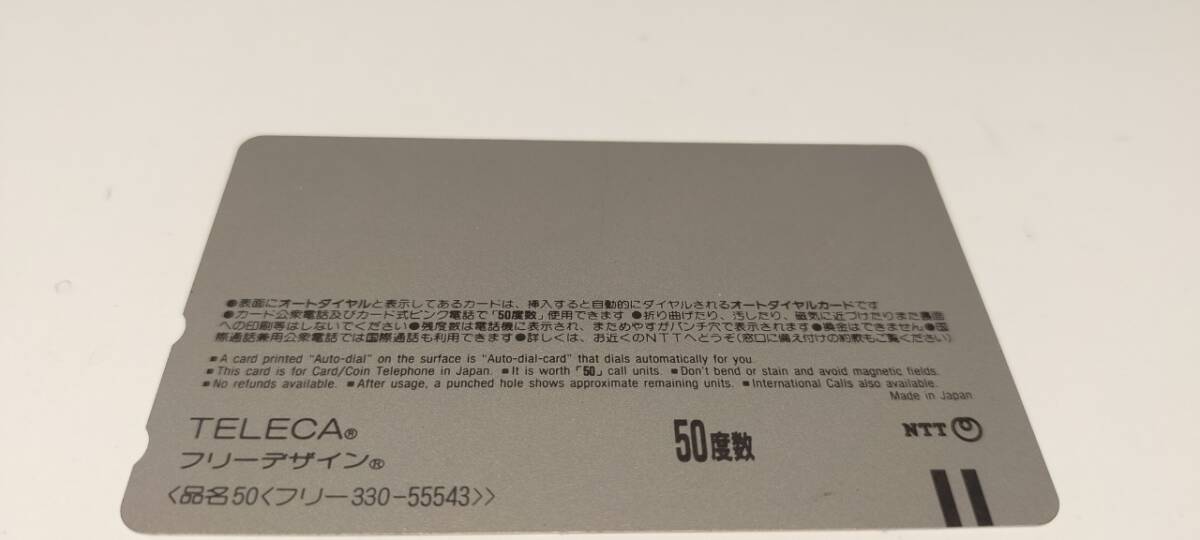 ●表面にオートダイヤルと表示してあるカードは、挿入すると自動的にダイヤルされるオートダイヤルカードです
●カード公衆電話及びカード式ピンク電話で「50度数」使用できます●折り曲げたり、汚したり、磁気に近づけたりまた裏面
への印刷等はしないでください●残度数は電話機に表示され、まためやすがパンチ穴で表示されます●換金はできません●国
際通話兼用公衆電話では国際通話も利用できます●詳しくは、お近くのNTTへどうぞ(窓口に備え付けの約款もご覧ください)
■A card printed "Auto-dial" on the surface is "Auto-dial-card" that dials automatically for you.
■This card is for Card/Coin Telephone in Japan. ■It is worth「50」call units. ■Don't bend or stain and avoid magnetic fields.
■No refunds available. ■After usage, a punched hole shows approximate remaining units. ■International Calls also available.
Made in Japan
TELECA®
フリーデザイン®
50度数
NTT
〈品名50〈フリー330-55543〉〉